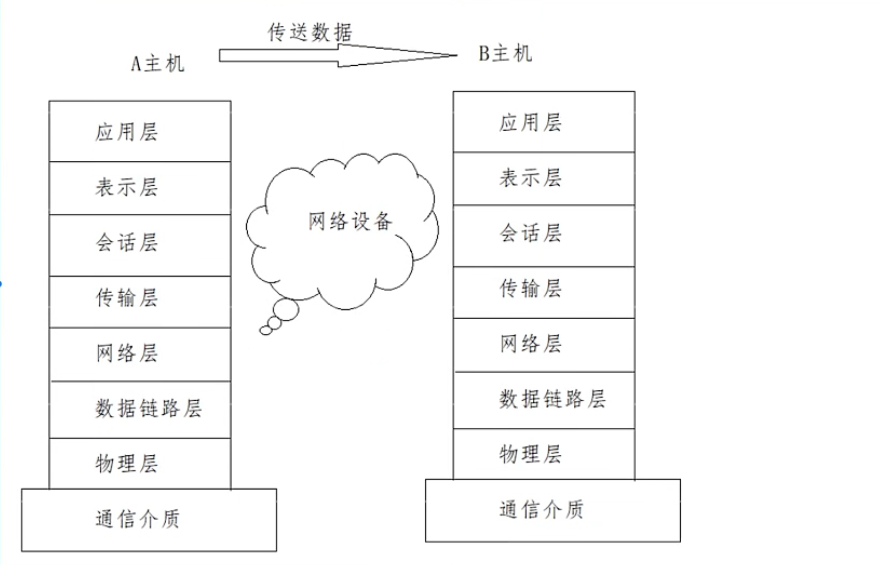 传送数据
A主机
B主机
应用层
表示层
会话层
传输层
网络层
数据链路层
物理层
通信介质
网络设备
应用层
表示层
会话层
传输层
网络层
数据链路层
物理层
通信介质